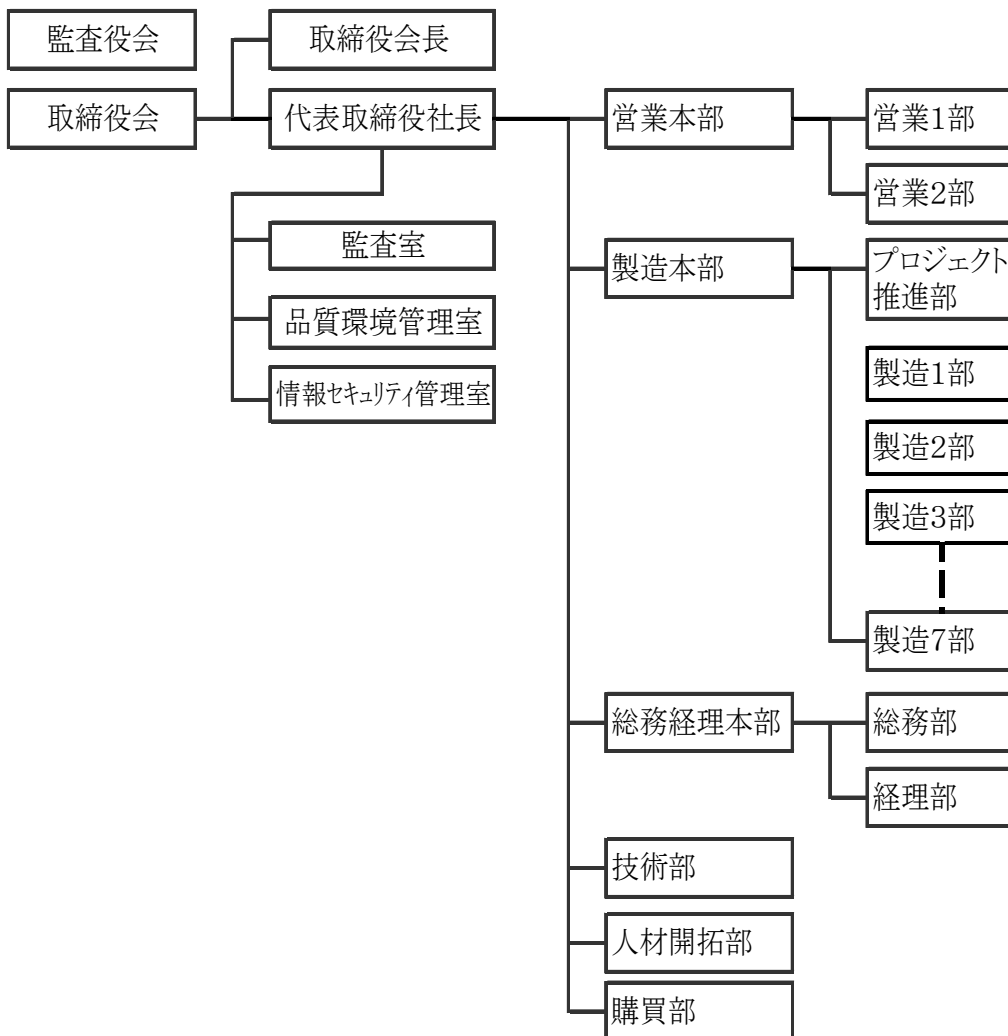 監査役会
取締役会長
取締役会
代表取締役社長
営業本部
営業1部
営業2部
監査室
製造本部
プロジェクト
推進部
品質環境管理室
製造1部
情報セキュリティ管理室
製造2部
製造3部
製造7部
総務経理本部
総務部
経理部
技術部
人材開拓部
購買部